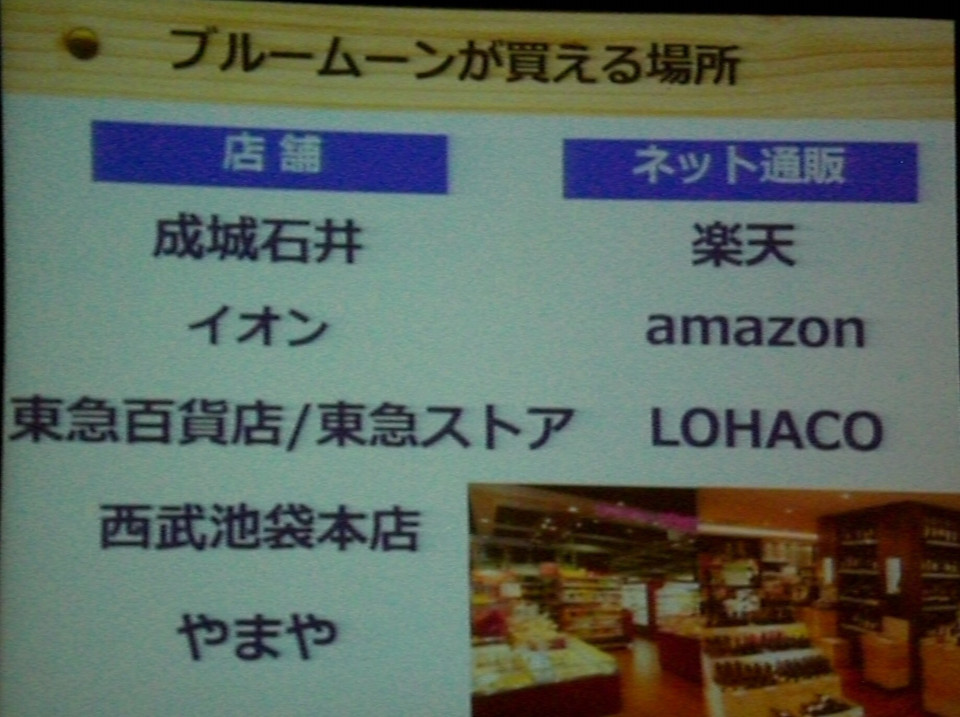 ブルームーンが買える場所
店舗
ネット通販
成城石井
楽天
イオン
amazon
東急百貨店/東急ストア
LOHACO
西武池袋本店
やまや